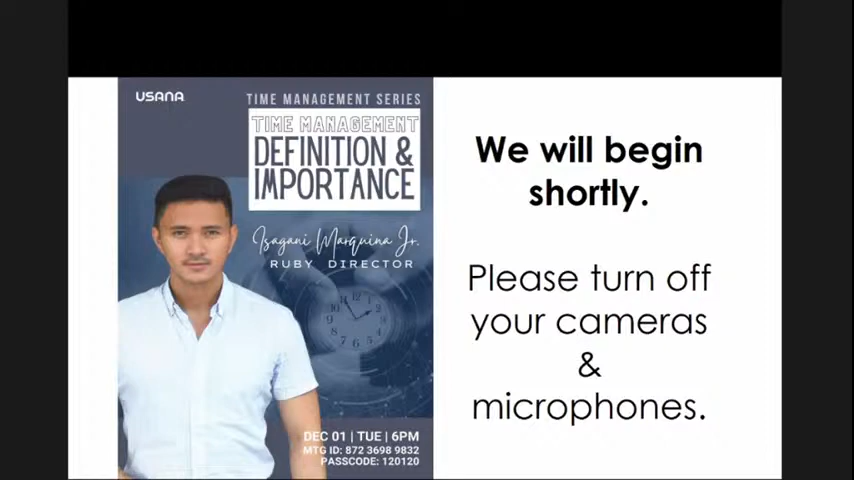 USANA
TIME MANAGEMENT SERIES
TIME MANAGEMENT
DEFINITION &
IMPORTANCE
Isagani Marquina Jr.
RUBY DIRECTOR
DEC 01 | TUE | 6PM
MTG ID: 872 3698 9832
PASSCODE: 120120
We will begin
shortly.
Please turn off
your cameras
&
microphones.